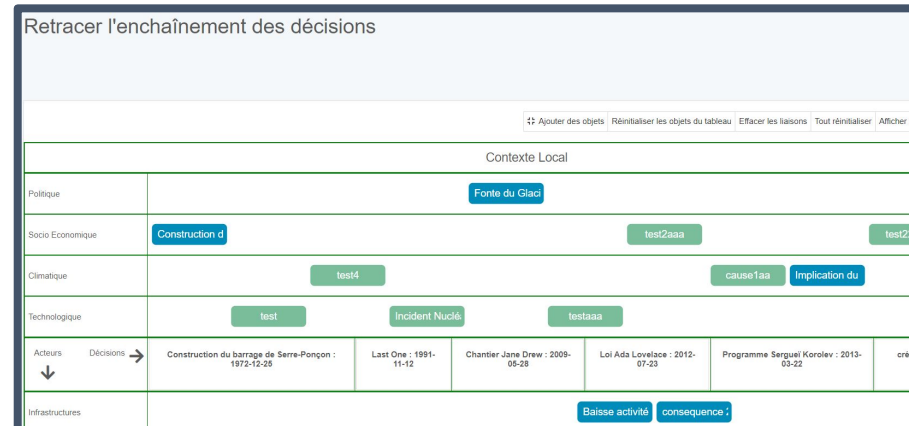 Retracer l'enchaînement des décisions
Ajouter des objets Réinitialiser les objets du tableau Effacer les liaisons Tout réinitialiser Afficher
Contexte Local
Politique
Fonte du Glaci
Socio Economique
Construction d
test2aaa
test2
Climatique
test4
cause1aa
Implication du
Technologique
test
Incident Nuclé
testaaa
Acteurs
Décisions
Construction du barrage de Serre-Ponçon :
1972-12-25
Last One : 1991-
11-12
Chantier Jane Drew : 2009-
05-28
Loi Ada Lovelace : 2012-
07-23
Programme Sergueï Korolev : 2013-
03-22
cré
Infrastructures
Baisse activité
consequence 2